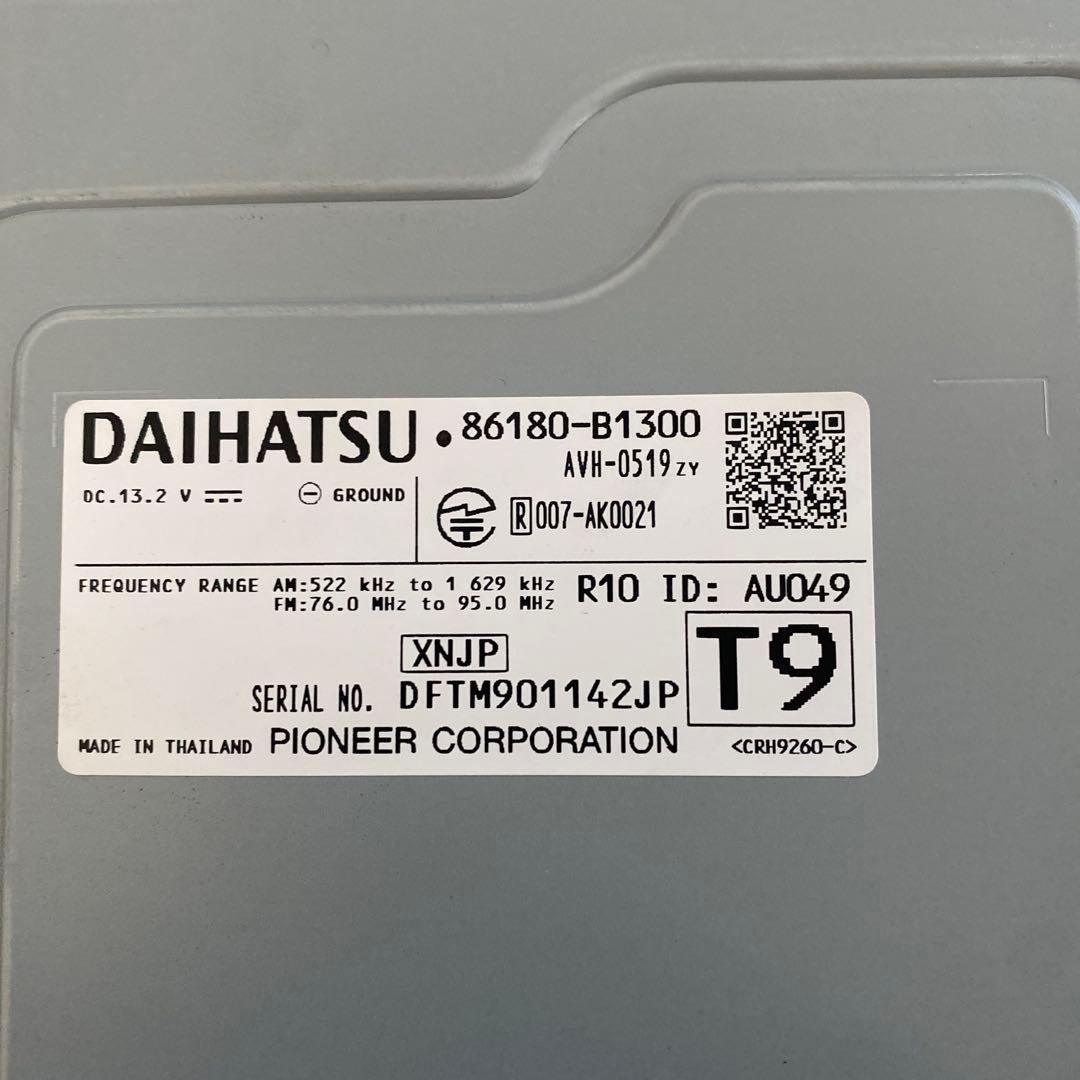 DAIHATSU • 86180-B1300
AVH-0519 ZY
DC.13.2 V ⎓ ⊖ GROUND
R 007-AK0021
FREQUENCY RANGE AM:522 kHz to 1 629 kHz
FM:76.0 MHz to 95.0 MHz
R10 ID: AU049
XNJP
T9
SERIAL NO. DFTM901142JP
MADE IN THAILAND PIONEER CORPORATION <CRH9260-C>